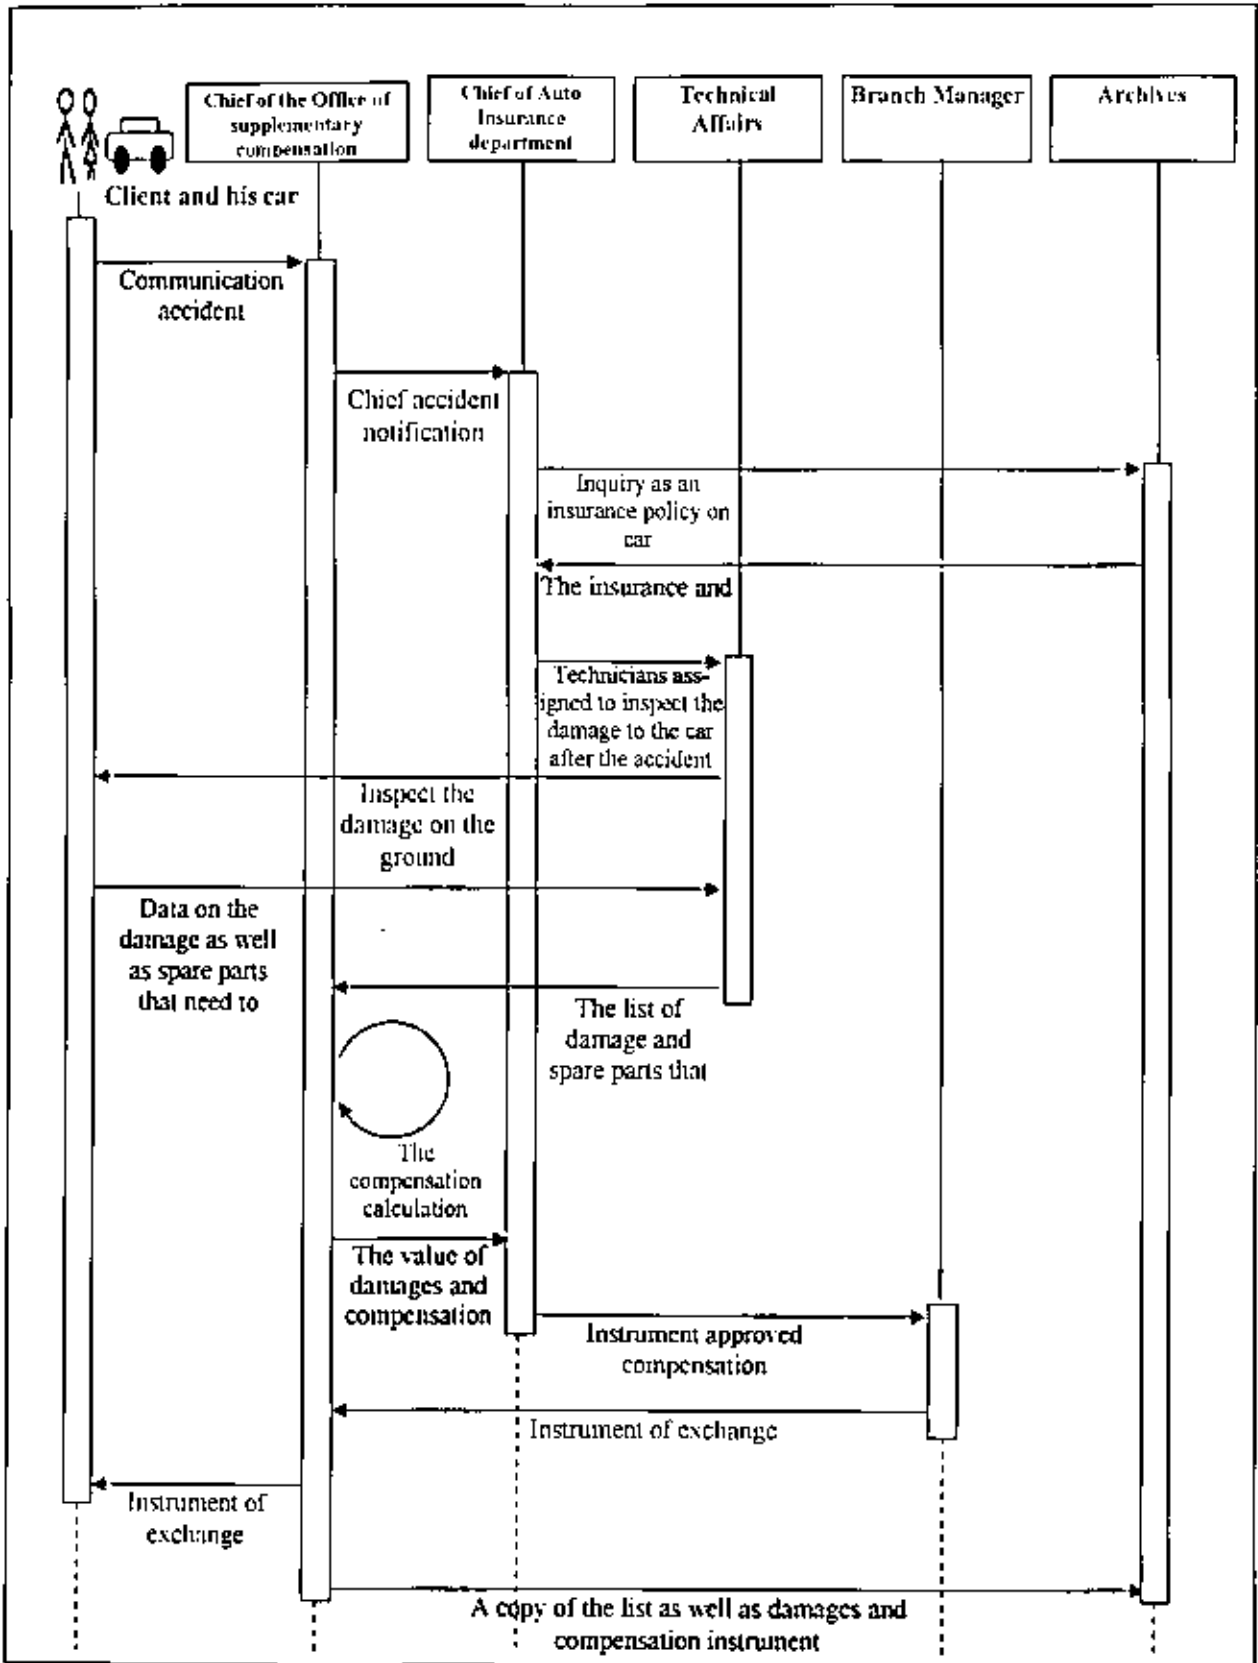 Chief of the Office of
supplementary
compensation
Chief of Auto
Insurance
department
Technical
Affairs
Branch Manager
Archives
Client and his car
Communication
accident
Chief accident
notification
Inquiry as an
insurance policy on
car
The insurance and
Technicians ass-
igned to inspect the
damage to the car
after the accident
Inspect the
damage on the
ground
Data on the
damage as well
as spare parts
that need to
The list of
damage and
spare parts that
The
compensation
calculation
The value of
damages and
compensation
Instrument approved
compensation
Instrument of exchange
Instrument of
exchange
A copy of the list as well as damages and
compensation instrument